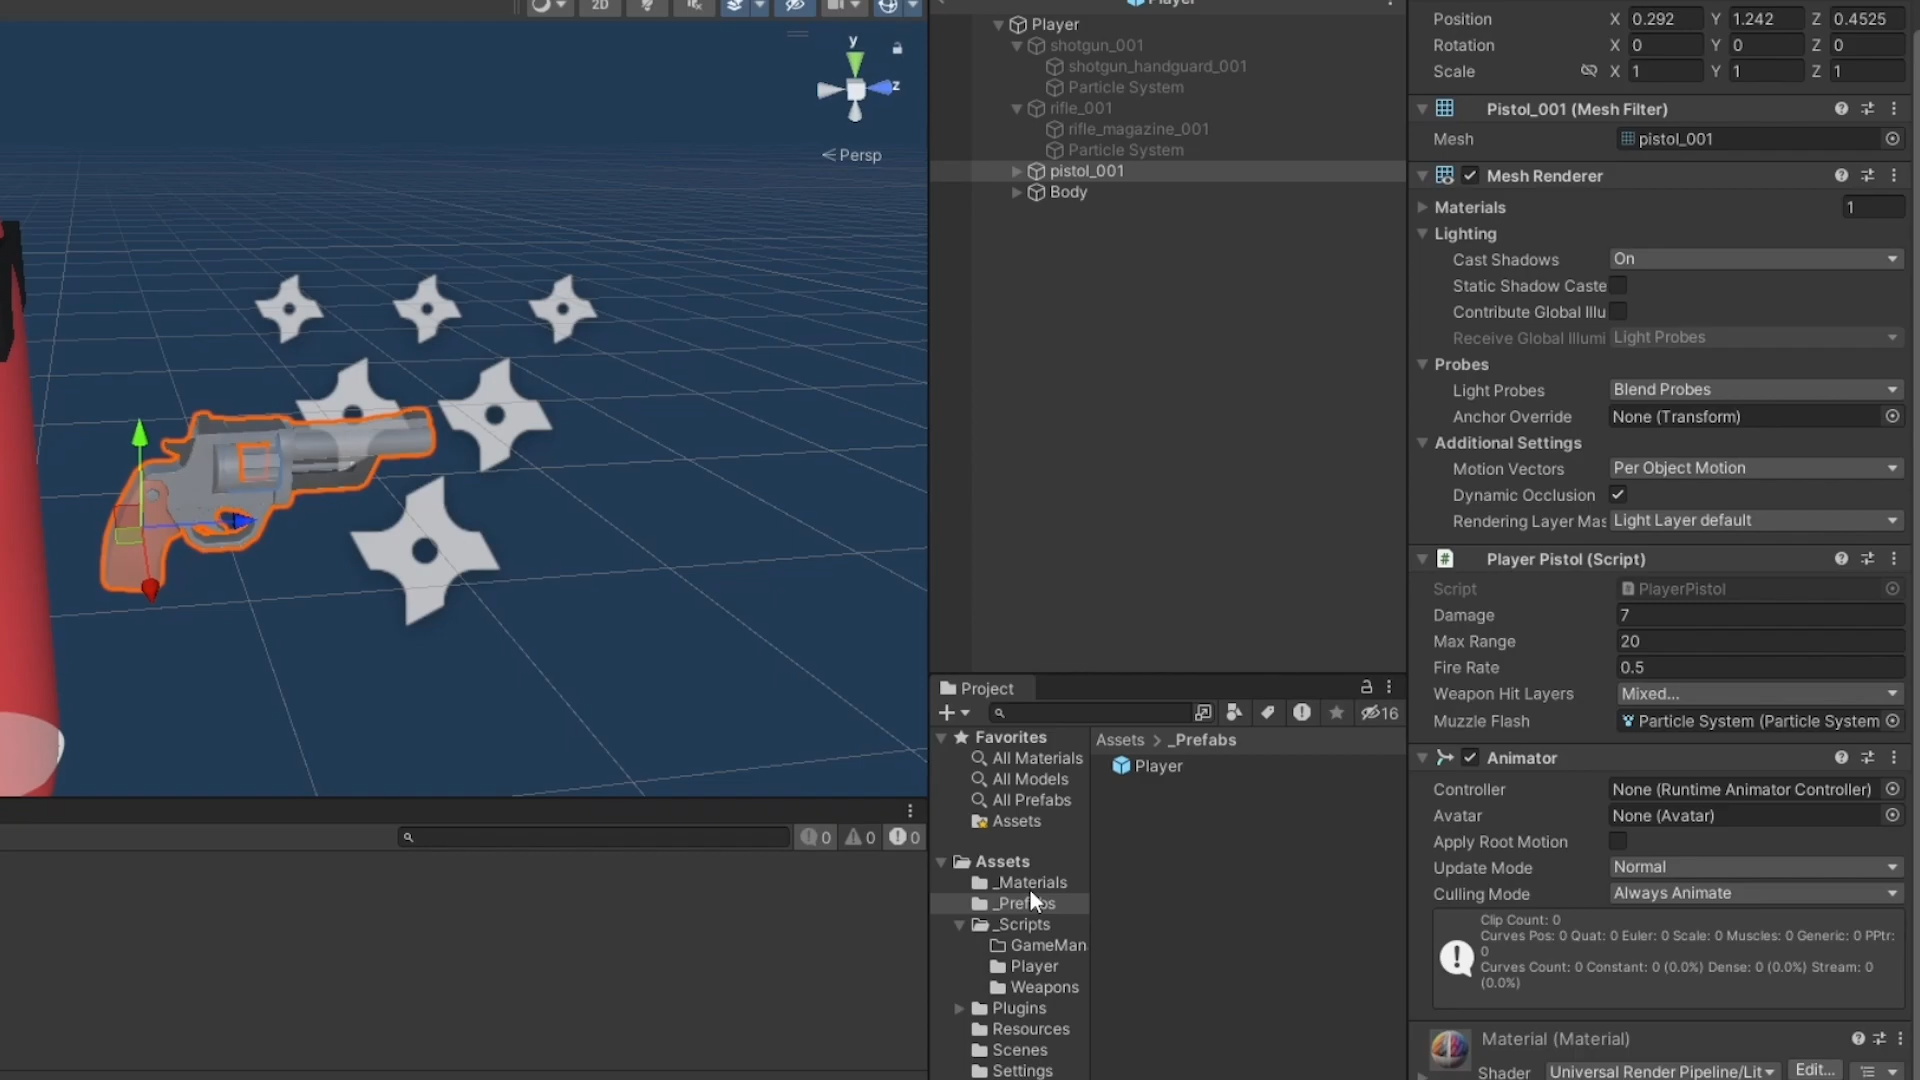 2D
Player
y
z
Persp
Player
shotgun_001
shotgun_handguard_001
Particle System
rifle_001
rifle_magazine_001
Particle System
pistol_001
Body
Position X 0.292 Y 1.242 Z 0.4525
Rotation X 0 Y 0 Z 0
Scale X 1 Y 1 Z 1
Pistol_001 (Mesh Filter)
Mesh pistol_001
Mesh Renderer
Materials 1
Lighting
Cast Shadows On
Static Shadow Caste
Contribute Global Illu
Receive Global Illumi Light Probes
Probes
Light Probes Blend Probes
Anchor Override None (Transform)
Additional Settings
Motion Vectors Per Object Motion
Dynamic Occlusion
Rendering Layer Mas Light Layer default
Player Pistol (Script)
Script PlayerPistol
Damage 7
Max Range 20
Fire Rate 0.5
Weapon Hit Layers Mixed...
Muzzle Flash Particle System (Particle System
Animator
Controller None (Runtime Animator Controller)
Avatar None (Avatar)
Apply Root Motion
Update Mode Normal
Culling Mode Always Animate
Clip Count: 0
Curves Pos: 0 Quat: 0 Euler: 0 Scale: 0 Muscles: 0 Generic: 0 PPtr:
0
Curves Count: 0 Constant: 0 (0.0%) Dense: 0 (0.0%) Stream: 0
(0.0%)
Material (Material)
Shader Universal Render Pipeline/Lit Edit...
Project
16
Favorites
All Materials
All Models
All Prefabs
Assets
Assets
_Materials
_Prefabs
_Scripts
GameMan
Player
Weapons
Plugins
Resources
Scenes
Settings
Assets > _Prefabs
Player
0 0 0